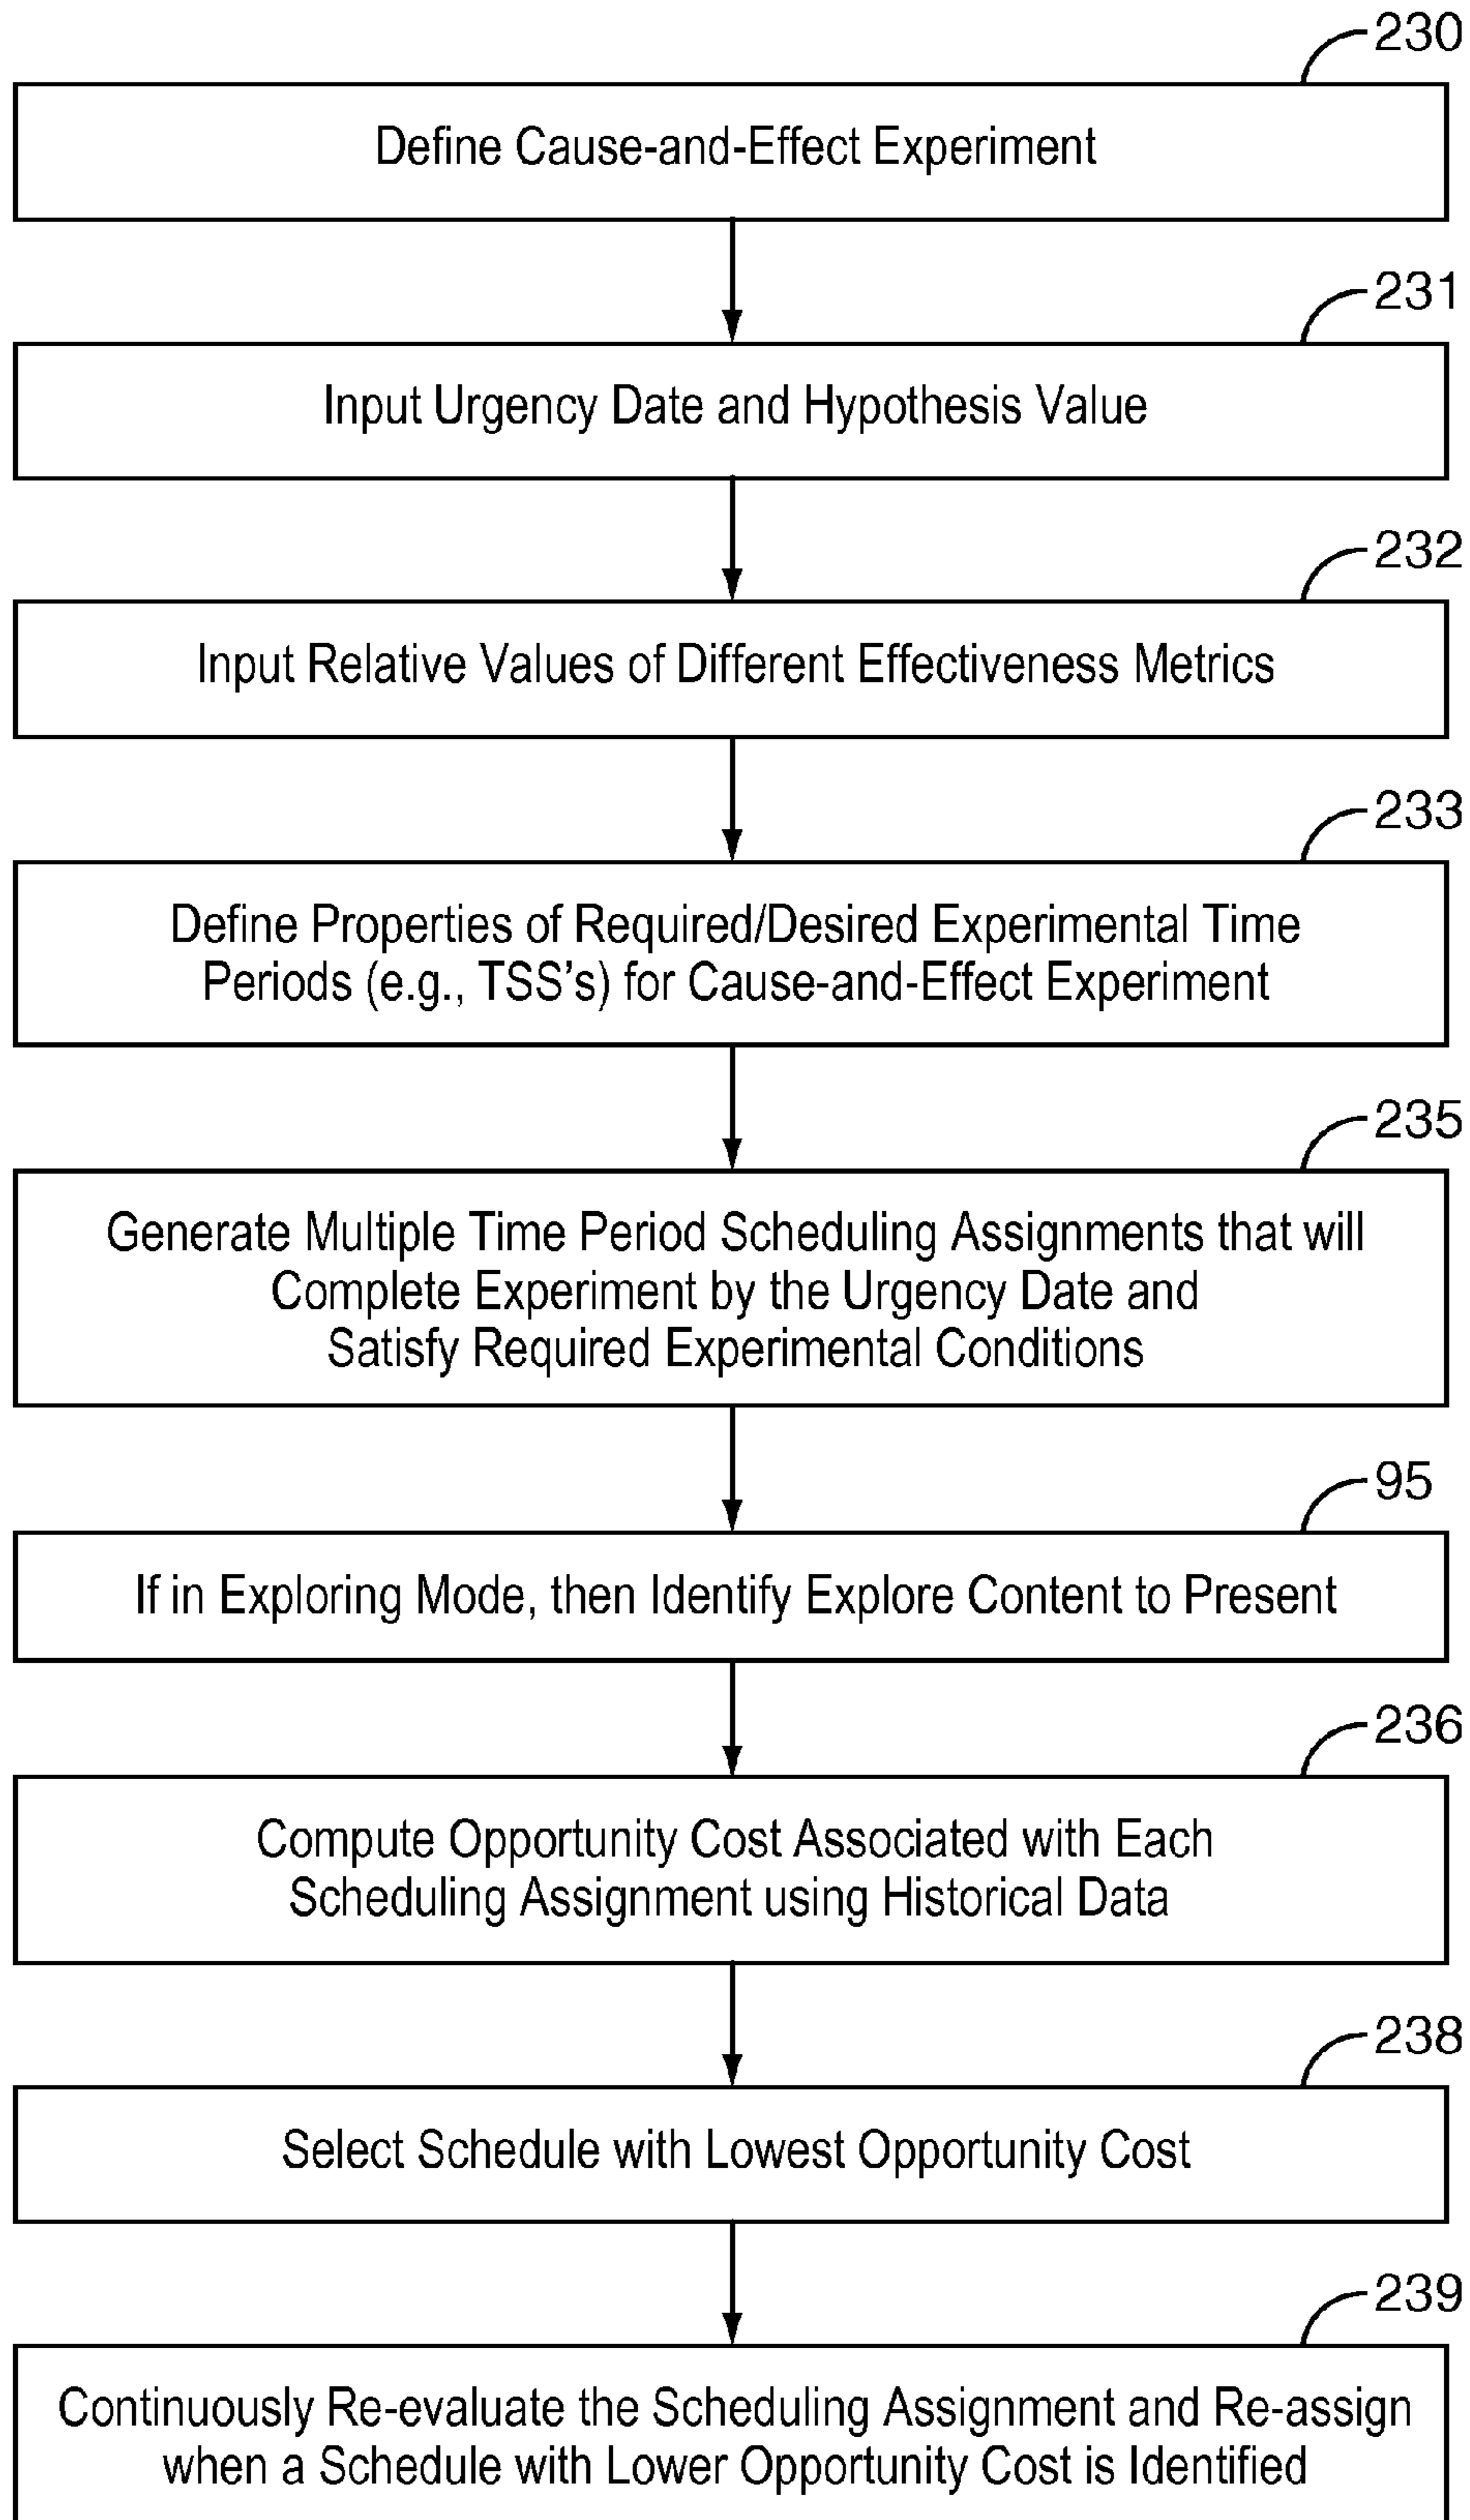 230
Define Cause-and-Effect Experiment
231
Input Urgency Date and Hypothesis Value
232
Input Relative Values of Different Effectiveness Metrics
233
Define Properties of Required/Desired Experimental Time
Periods (e.g., TSS's) for Cause-and-Effect Experiment
235
Generate Multiple Time Period Scheduling Assignments that will
Complete Experiment by the Urgency Date and
Satisfy Required Experimental Conditions
95
If in Exploring Mode, then Identify Explore Content to Present
236
Compute Opportunity Cost Associated with Each
Scheduling Assignment using Historical Data
238
Select Schedule with Lowest Opportunity Cost
239
Continuously Re-evaluate the Scheduling Assignment and Re-assign
when a Schedule with Lower Opportunity Cost is Identified